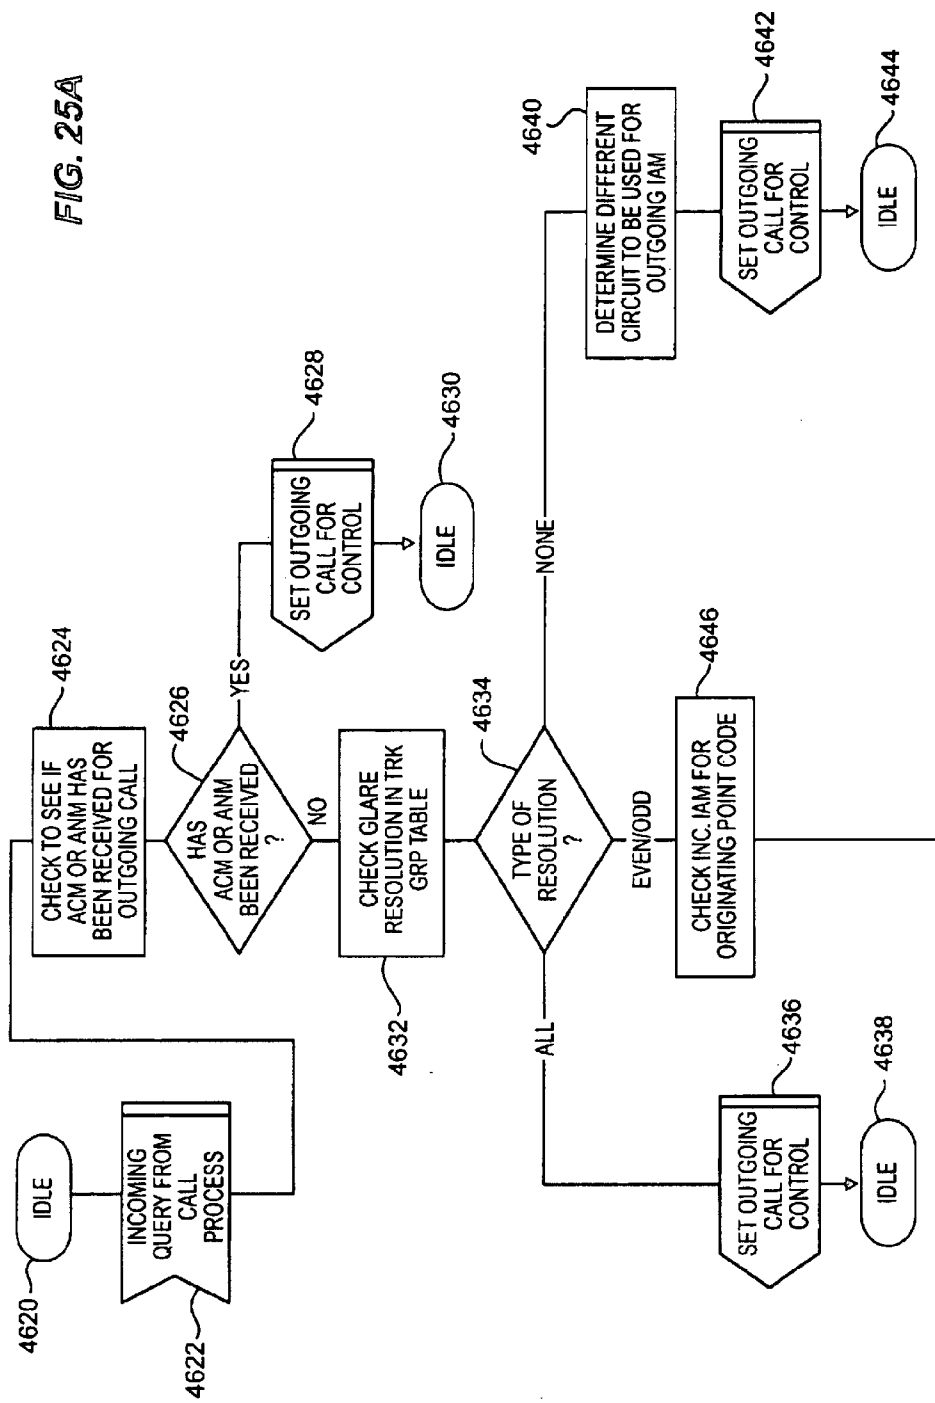 FIG. 25A
4620
IDLE
4622
INCOMING
QUERY FROM
CALL
PROCESS
4624
CHECK TO SEE IF
ACM OR ANM HAS
BEEN RECEIVED FOR
OUTGOING CALL
4626
HAS
ACM OR ANM
BEEN RECEIVED
?
YES
4628
SET OUTGOING
CALL FOR
CONTROL
4630
IDLE
NO
4632
CHECK GLARE
RESOLUTION IN TRK
GRP TABLE
4634
TYPE OF
RESOLUTION
?
ALL
4636
SET OUTGOING
CALL FOR
CONTROL
4638
IDLE
EVEN/ODD
4646
CHECK INC. IAM FOR
ORIGINATING POINT CODE
NONE
4640
DETERMINE DIFFERENT
CIRCUIT TO BE USED FOR
OUTGOING IAM
4642
SET OUTGOING
CALL FOR
CONTROL
4644
IDLE